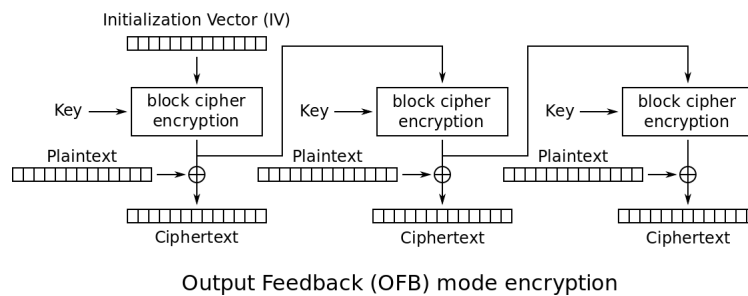 Initialization Vector (IV)
Key
block cipher
encryption
Key
block cipher
encryption
Key
block cipher
encryption
Plaintext
Plaintext
Plaintext
Ciphertext
Ciphertext
Ciphertext
Output Feedback (OFB) mode encryption